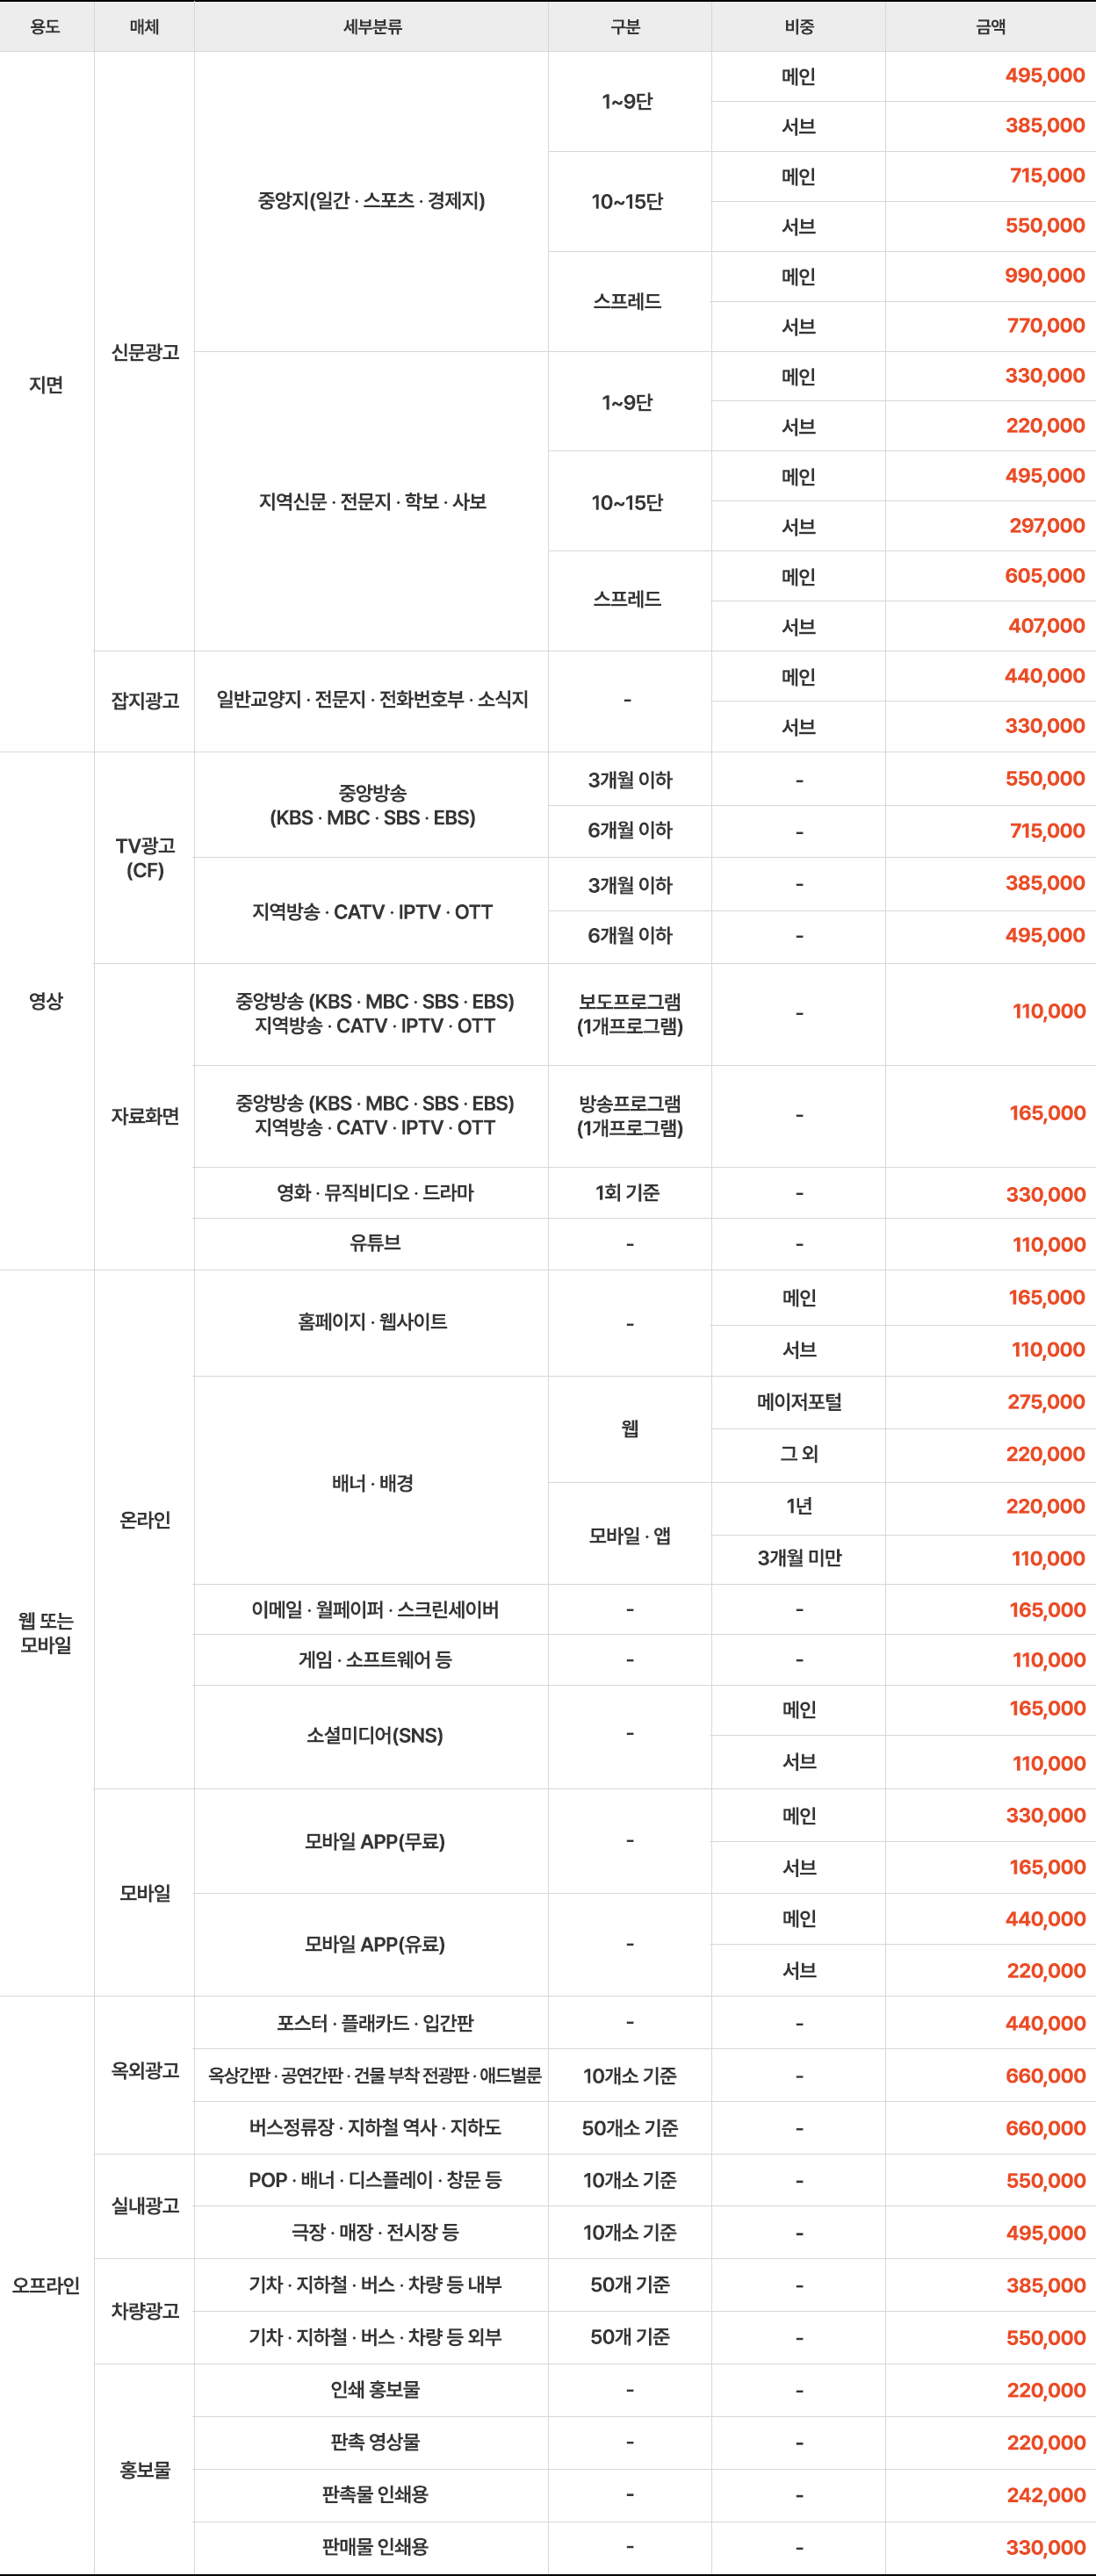 용도 매체 세부분류 구분 비중 금액
지면 신문광고 중앙지(일간 · 스포츠 · 경제지) 1~9단 메인 495,000
서브 385,000
10~15단 메인 715,000
서브 550,000
스프레드 메인 990,000
서브 770,000
지역신문 · 전문지 · 학보 · 사보 1~9단 메인 330,000
서브 220,000
10~15단 메인 495,000
서브 297,000
스프레드 메인 605,000
서브 407,000
잡지광고 일반교양지 · 전문지 · 전화번호부 · 소식지 - 메인 440,000
서브 330,000
영상 TV광고
(CF) 중앙방송
(KBS · MBC · SBS · EBS) 3개월 이하 - 550,000
6개월 이하 - 715,000
지역방송 · CATV · IPTV · OTT 3개월 이하 - 385,000
6개월 이하 - 495,000
자료화면 중앙방송 (KBS · MBC · SBS · EBS)
지역방송 · CATV · IPTV · OTT 보도프로그램
(1개프로그램) - 110,000
중앙방송 (KBS · MBC · SBS · EBS)
지역방송 · CATV · IPTV · OTT 방송프로그램
(1개프로그램) - 165,000
영화 · 뮤직비디오 · 드라마 1회 기준 - 330,000
유튜브 - - 110,000
웹 또는
모바일 온라인 홈페이지 · 웹사이트 - 메인 165,000
서브 110,000
배너 · 배경 웹 메이저포털 275,000
그 외 220,000
모바일 · 앱 1년 220,000
3개월 미만 110,000
이메일 · 월페이퍼 · 스크린세이버 - - 165,000
게임 · 소프트웨어 등 - - 110,000
소셜미디어(SNS) - 메인 165,000
서브 110,000
모바일 모바일 APP(무료) - 메인 330,000
서브 165,000
모바일 APP(유료) - 메인 440,000
서브 220,000
오프라인 옥외광고 포스터 · 플래카드 · 입간판 - - 440,000
옥상간판 · 공연간판 · 건물 부착 전광판 · 애드벌룬 10개소 기준 - 660,000
버스정류장 · 지하철 역사 · 지하도 50개소 기준 - 660,000
실내광고 POP · 배너 · 디스플레이 · 창문 등 10개소 기준 - 550,000
극장 · 매장 · 전시장 등 10개소 기준 - 495,000
차량광고 기차 · 지하철 · 버스 · 차량 등 내부 50개 기준 - 385,000
기차 · 지하철 · 버스 · 차량 등 외부 50개 기준 - 550,000
홍보물 인쇄 홍보물 - - 220,000
판촉 영상물 - - 220,000
판촉물 인쇄용 - - 242,000
판매물 인쇄용 - - 330,000